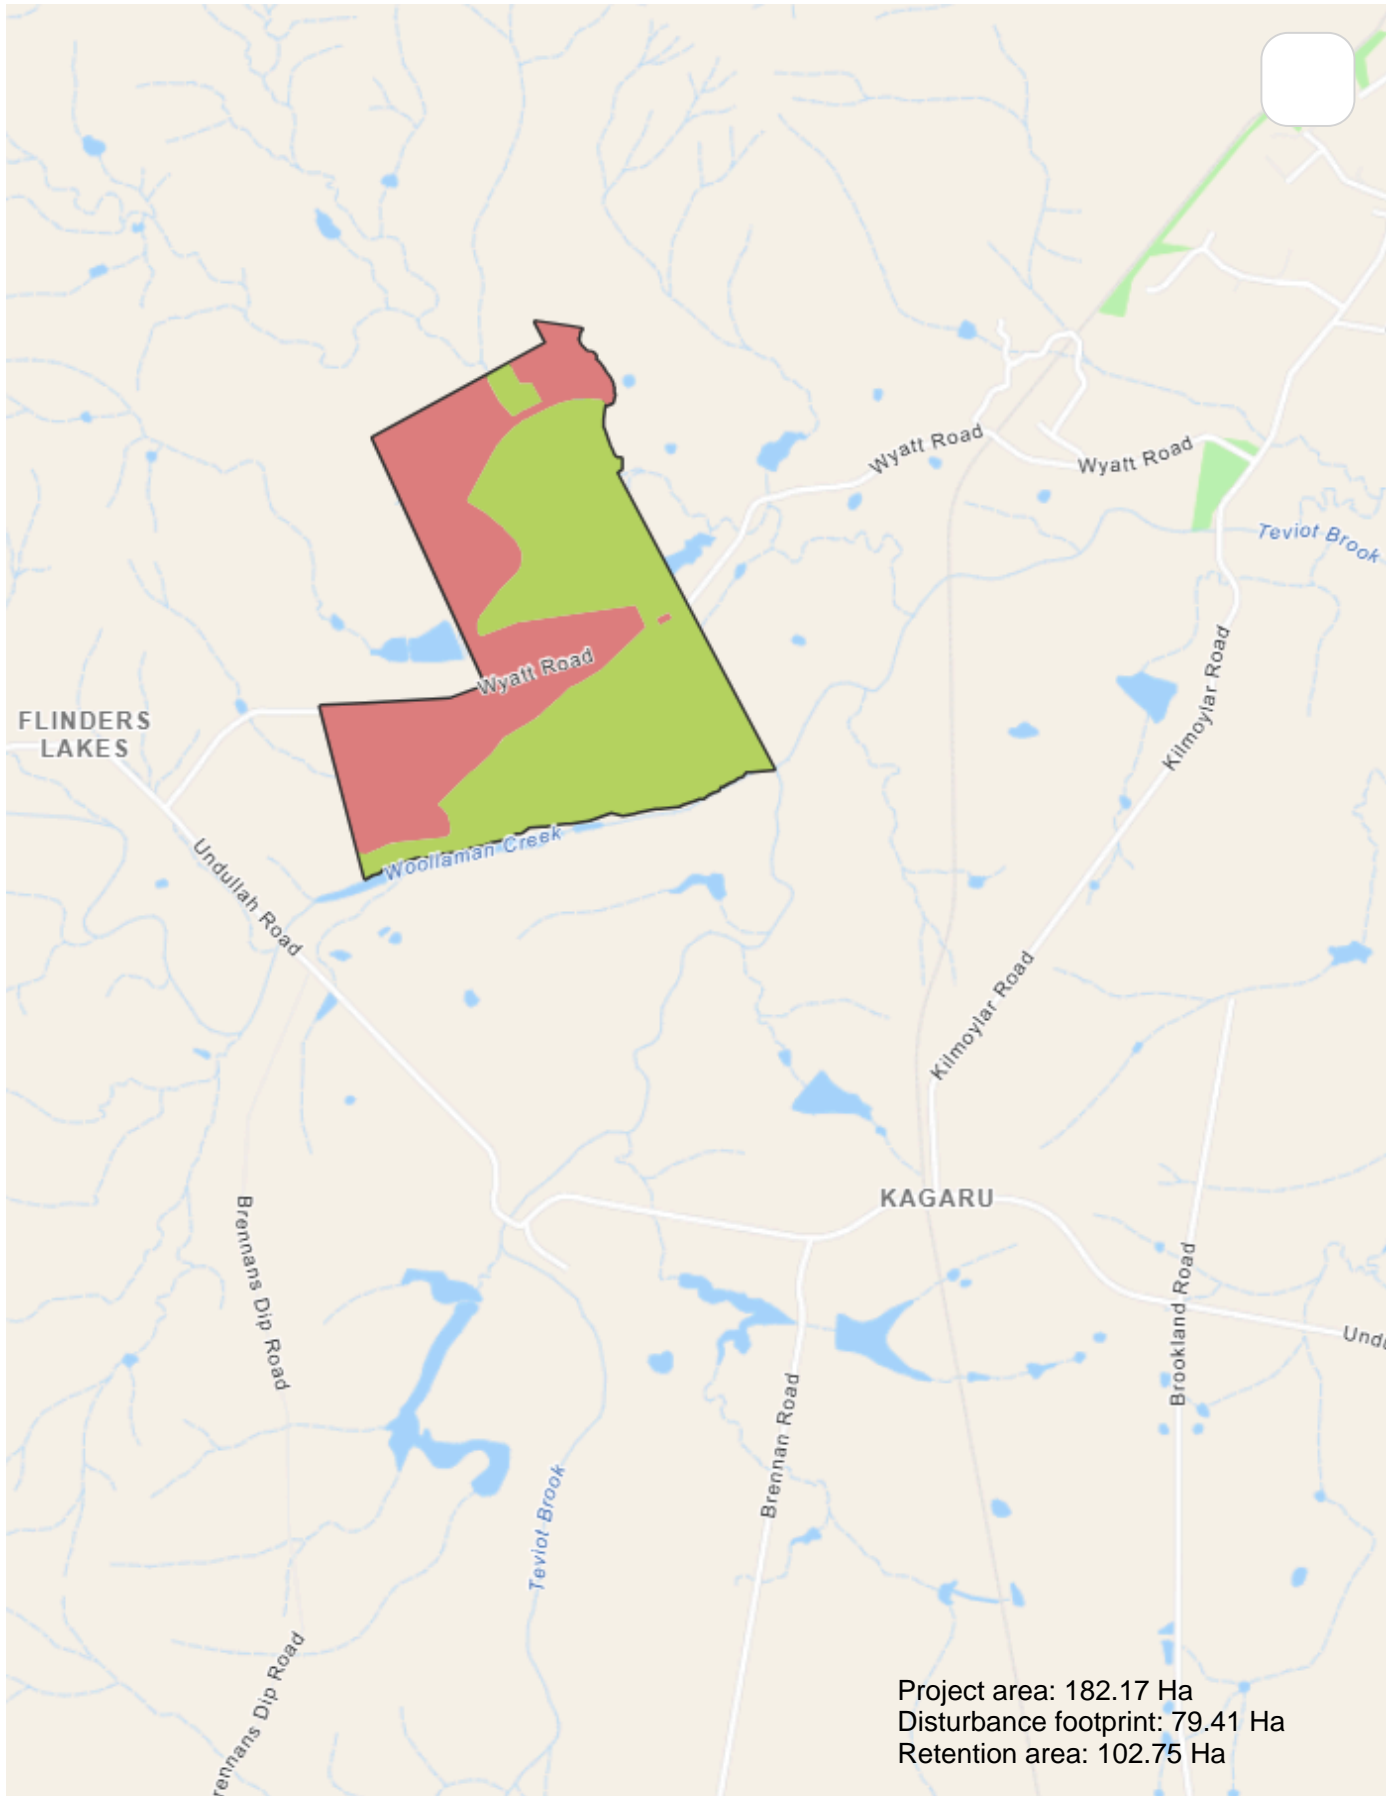 Wyatt Road
Wyatt Road
Teviot Brook
Kilmoylar Road
Wyatt Road
FLINDERS
LAKES
Woollaman Creek
Undullah Road
Kilmoylar Road
KAGARU
Brennans Dip Road
Brookland Road
Undu
Brennan Road
Teviot Brook
rennans Dip Road
Project area: 182.17 Ha
Disturbance footprint: 79.41 Ha
Retention area: 102.75 Ha